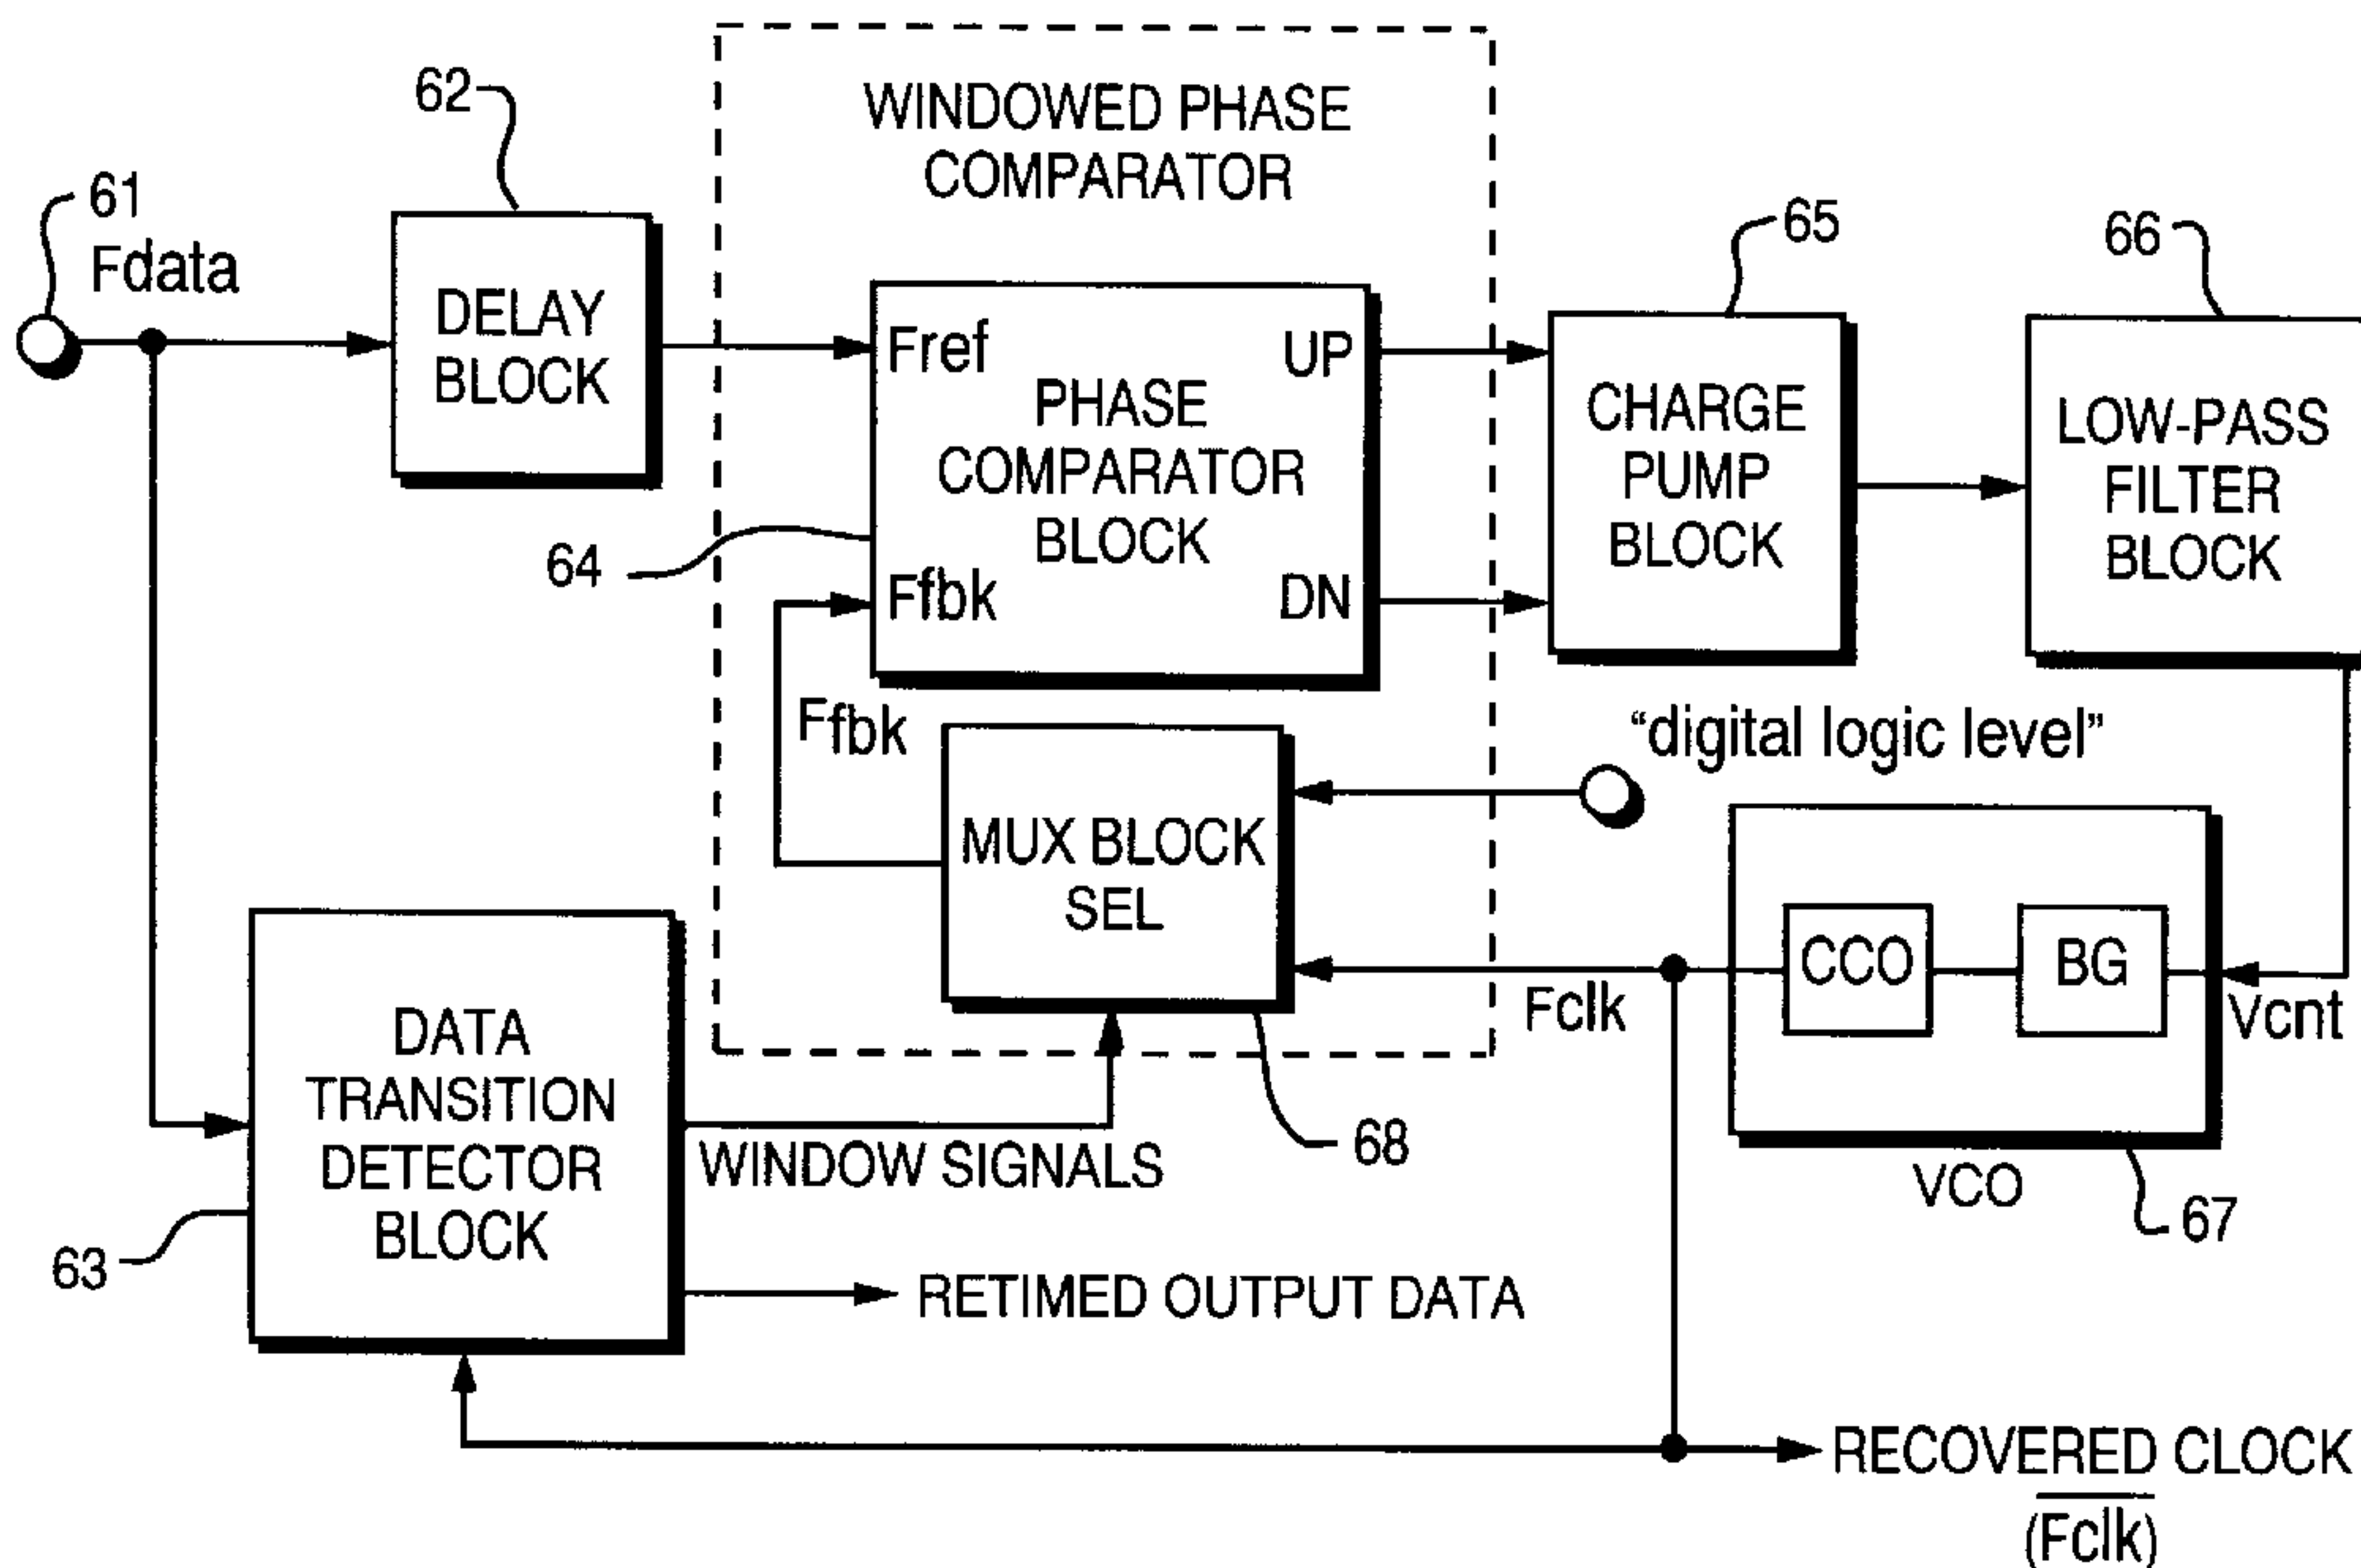 62
WINDOWED PHASE
COMPARATOR
61
Fdata
65
66
DELAY
BLOCK
Fref
UP
PHASE
COMPARATOR
BLOCK
Ffbk
DN
64
CHARGE
PUMP
BLOCK
LOW-PASS
FILTER
BLOCK
Ffbk
"digital logic level"
MUX BLOCK
SEL
CCO
BG
Fclk
Vcnt
DATA
TRANSITION
DETECTOR
BLOCK
63
WINDOW SIGNALS
68
VCO
67
RETIMED OUTPUT DATA
RECOVERED CLOCK
(F̅c̅l̅k̅)